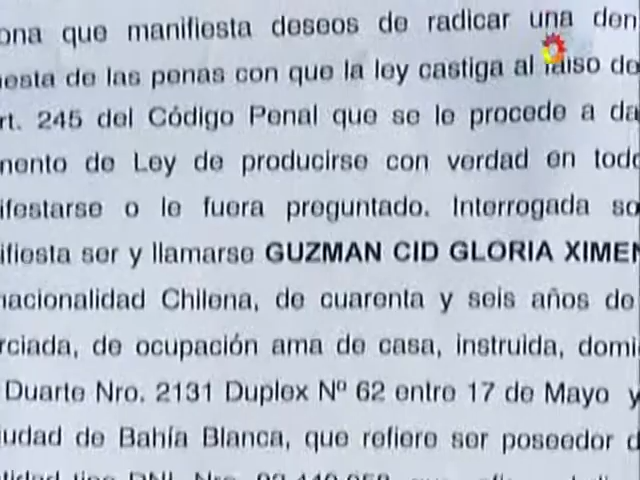 ona que manifiesta deseos de radicar una den
esta de las penas con que la ley castiga al falso de
rt. 245 del Código Penal que se le procede a da
mento de Ley de producirse con verdad en todo
ifestarse o le fuera preguntado. Interrogada so
ifiesta ser y llamarse GUZMAN CID GLORIA XIMEN
nacionalidad Chilena, de cuarenta y seis años de
rciada, de ocupación ama de casa, instruida, domi
Duarte Nro. 2131 Duplex Nº 62 entre 17 de Mayo y
iudad de Bahía Blanca, que refiere ser poseedor d